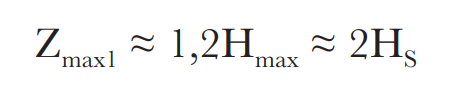 Zmax1 ≈ 1,2Hmax ≈ 2HS